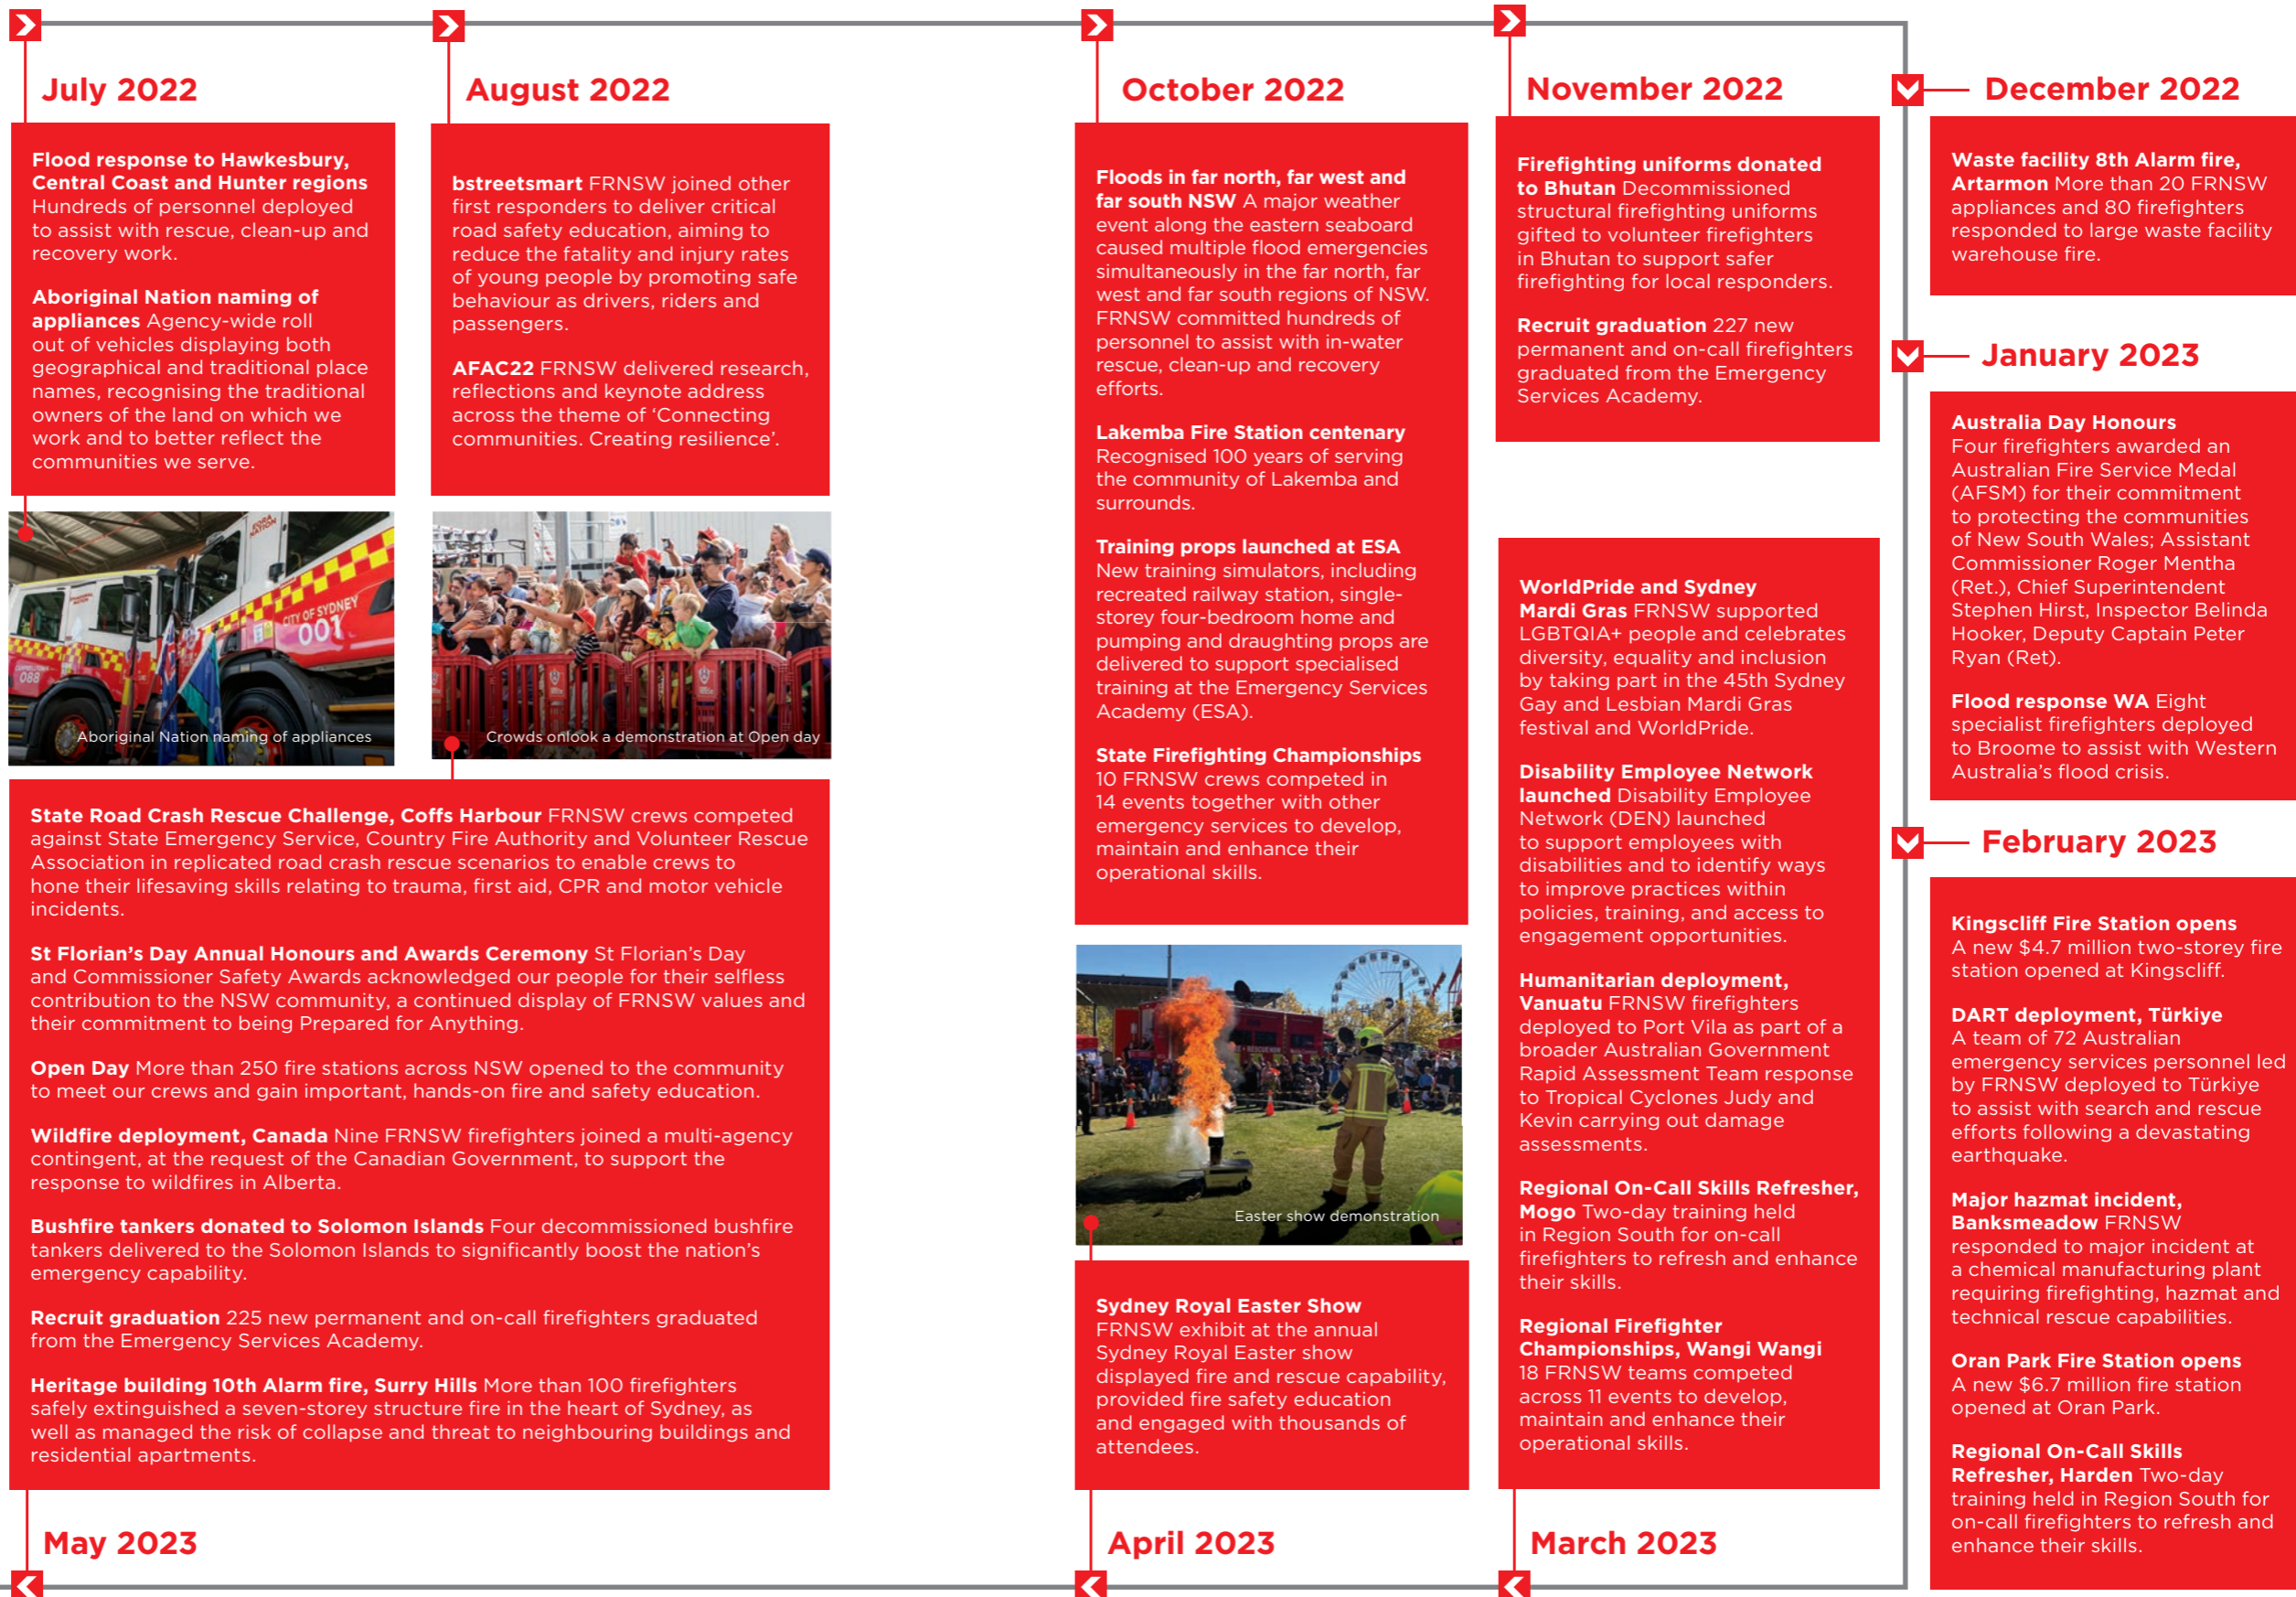 July 2022
Flood response to Hawkesbury,
Central Coast and Hunter regions
Hundreds of personnel deployed
to assist with rescue, clean-up and
recovery work.
Aboriginal Nation naming of
appliances Agency-wide roll
out of vehicles displaying both
geographical and traditional place
names, recognising the traditional
owners of the land on which we
work and to better reflect the
communities we serve.
EORA
NATION
CITY OF SYDNEY
001
088
Aboriginal Nation naming of appliances
August 2022
bstreetsmart FRNSW joined other
first responders to deliver critical
road safety education, aiming to
reduce the fatality and injury rates
of young people by promoting safe
behaviour as drivers, riders and
passengers.
AFAC22 FRNSW delivered research,
reflections and keynote address
across the theme of ‘Connecting
communities. Creating resilience’.
Crowds onlook a demonstration at Open day
October 2022
Floods in far north, far west and
far south NSW A major weather
event along the eastern seaboard
caused multiple flood emergencies
simultaneously in the far north, far
west and far south regions of NSW.
FRNSW committed hundreds of
personnel to assist with in-water
rescue, clean-up and recovery
efforts.
Lakemba Fire Station centenary
Recognised 100 years of serving
the community of Lakemba and
surrounds.
Training props launched at ESA
New training simulators, including
recreated railway station, single-
storey four-bedroom home and
pumping and draughting props are
delivered to support specialised
training at the Emergency Services
Academy (ESA).
State Firefighting Championships
10 FRNSW crews competed in
14 events together with other
emergency services to develop,
maintain and enhance their
operational skills.
November 2022
Firefighting uniforms donated
to Bhutan Decommissioned
structural firefighting uniforms
gifted to volunteer firefighters
in Bhutan to support safer
firefighting for local responders.
Recruit graduation 227 new
permanent and on-call firefighters
graduated from the Emergency
Services Academy.
December 2022
Waste facility 8th Alarm fire,
Artarmon More than 20 FRNSW
appliances and 80 firefighters
responded to large waste facility
warehouse fire.
January 2023
Australia Day Honours
Four firefighters awarded an
Australian Fire Service Medal
(AFSM) for their commitment
to protecting the communities
of New South Wales; Assistant
Commissioner Roger Mentha
(Ret.), Chief Superintendent
Stephen Hirst, Inspector Belinda
Hooker, Deputy Captain Peter
Ryan (Ret).
Flood response WA Eight
specialist firefighters deployed
to Broome to assist with Western
Australia’s flood crisis.
February 2023
Kingscliff Fire Station opens
A new $4.7 million two-storey fire
station opened at Kingscliff.
DART deployment, Türkiye
A team of 72 Australian
emergency services personnel led
by FRNSW deployed to Türkiye
to assist with search and rescue
efforts following a devastating
earthquake.
Major hazmat incident,
Banksmeadow FRNSW
responded to major incident at
a chemical manufacturing plant
requiring firefighting, hazmat and
technical rescue capabilities.
Oran Park Fire Station opens
A new $6.7 million fire station
opened at Oran Park.
Regional On-Call Skills
Refresher, Harden Two-day
training held in Region South for
on-call firefighters to refresh and
enhance their skills.
WorldPride and Sydney
Mardi Gras FRNSW supported
LGBTQIA+ people and celebrates
diversity, equality and inclusion
by taking part in the 45th Sydney
Gay and Lesbian Mardi Gras
festival and WorldPride.
Disability Employee Network
launched Disability Employee
Network (DEN) launched
to support employees with
disabilities and to identify ways
to improve practices within
policies, training, and access to
engagement opportunities.
Humanitarian deployment,
Vanuatu FRNSW firefighters
deployed to Port Vila as part of a
broader Australian Government
Rapid Assessment Team response
to Tropical Cyclones Judy and
Kevin carrying out damage
assessments.
Regional On-Call Skills Refresher,
Mogo Two-day training held
in Region South for on-call
firefighters to refresh and enhance
their skills.
Regional Firefighter
Championships, Wangi Wangi
18 FRNSW teams competed
across 11 events to develop,
maintain and enhance their
operational skills.
March 2023
Easter show demonstration
Sydney Royal Easter Show
FRNSW exhibit at the annual
Sydney Royal Easter show
displayed fire and rescue capability,
provided fire safety education
and engaged with thousands of
attendees.
April 2023
State Road Crash Rescue Challenge, Coffs Harbour FRNSW crews competed
against State Emergency Service, Country Fire Authority and Volunteer Rescue
Association in replicated road crash rescue scenarios to enable crews to
hone their lifesaving skills relating to trauma, first aid, CPR and motor vehicle
incidents.
St Florian’s Day Annual Honours and Awards Ceremony St Florian’s Day
and Commissioner Safety Awards acknowledged our people for their selfless
contribution to the NSW community, a continued display of FRNSW values and
their commitment to being Prepared for Anything.
Open Day More than 250 fire stations across NSW opened to the community
to meet our crews and gain important, hands-on fire and safety education.
Wildfire deployment, Canada Nine FRNSW firefighters joined a multi-agency
contingent, at the request of the Canadian Government, to support the
response to wildfires in Alberta.
Bushfire tankers donated to Solomon Islands Four decommissioned bushfire
tankers delivered to the Solomon Islands to significantly boost the nation’s
emergency capability.
Recruit graduation 225 new permanent and on-call firefighters graduated
from the Emergency Services Academy.
Heritage building 10th Alarm fire, Surry Hills More than 100 firefighters
safely extinguished a seven-storey structure fire in the heart of Sydney, as
well as managed the risk of collapse and threat to neighbouring buildings and
residential apartments.
May 2023